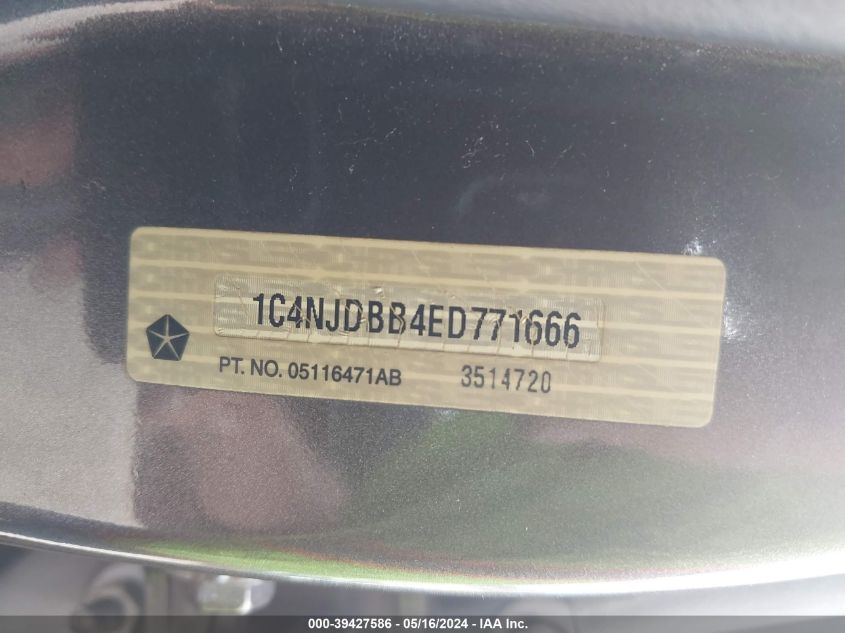 1C4NJDBB4ED771666
PT. NO. 05116471AB 3514720
000-39427586 - 05/16/2024 - IAA Inc.